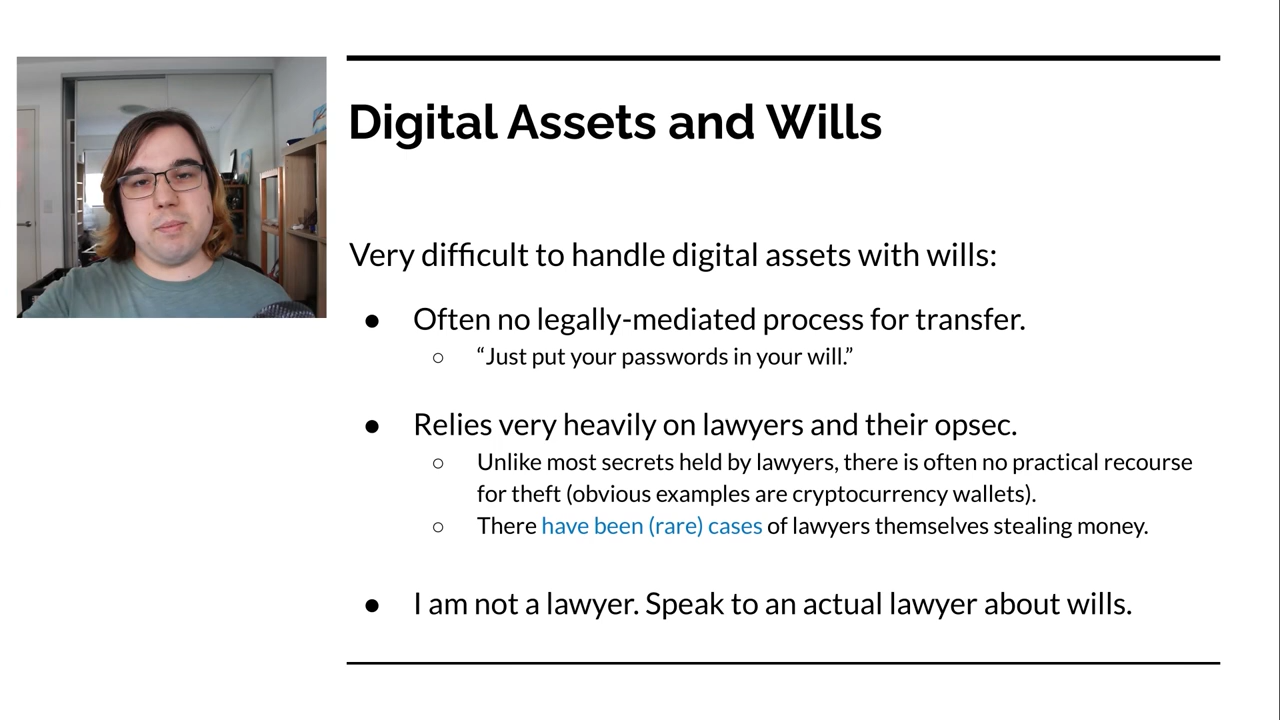 Digital Assets and Wills
Very difficult to handle digital assets with wills:
● Often no legally-mediated process for transfer.
○ “Just put your passwords in your will.”
● Relies very heavily on lawyers and their opsec.
○ Unlike most secrets held by lawyers, there is often no practical recourse
for theft (obvious examples are cryptocurrency wallets).
○ There have been (rare) cases of lawyers themselves stealing money.
● I am not a lawyer. Speak to an actual lawyer about wills.